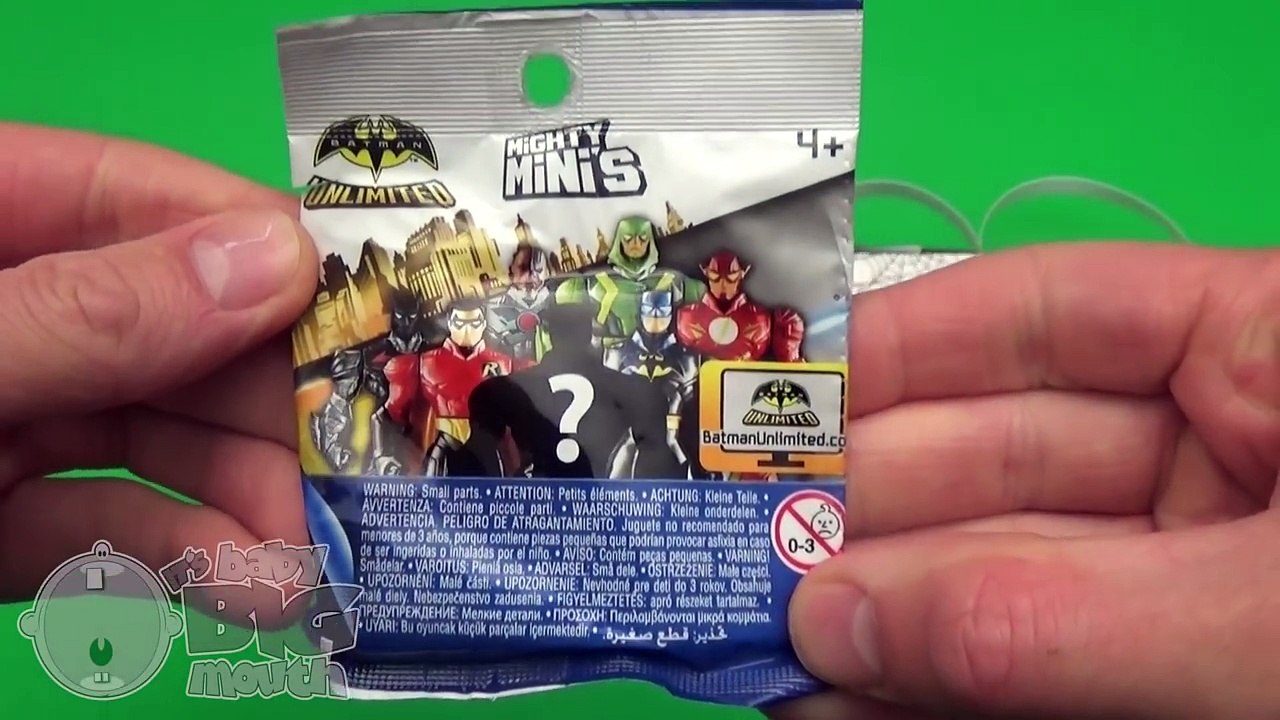 BATMAN
UNLIMITED
MIGHTY
MINIS
4+
R
?
UNLIMITED
BatmanUnlimited.co
WARNING: Small parts. • ATTENTION: Petits éléments. • ACHTUNG: Kleine Teile. •
AVVERTENZA: Contiene piccole parti. • WAARSCHUWING: Kleine onderdelen. •
ADVERTENCIA, PELIGRO DE ATRAGANTAMIENTO. Juguete no recomendado para
menores de 3 años, porque contiene piezas pequeñas que podrían provocar asfixia en caso
de ser ingeridas o inhaladas por el niño. • AVISO: Contém peças pequenas. • VARNING!
Smådelar. • VAROITUS: Pieniä osia. • ADVARSEL: Små dele. • OSTRZEŻENIE: Małe części.
• UPOZORNĚNÍ: Malé části. • UPOZORNENIE: Nevhodné pre deti do 3 rokov. Obsahuje
malé diely. Nebezpečenstvo zadusenia. • FIGYELMEZTETÉS: apró részeket tartalmaz. •
ПРЕДУПРЕЖДЕНИЕ: Мелкие детали. • ΠΡΟΣΟΧΗ: Περιλαμβάνονται μικρά κομμάτια.
• UYARI: Bu oyuncak küçük parçalar içermektedir. • تحذير: قطع صغيرة.
0-3
IT'S baby
BIG
mouth